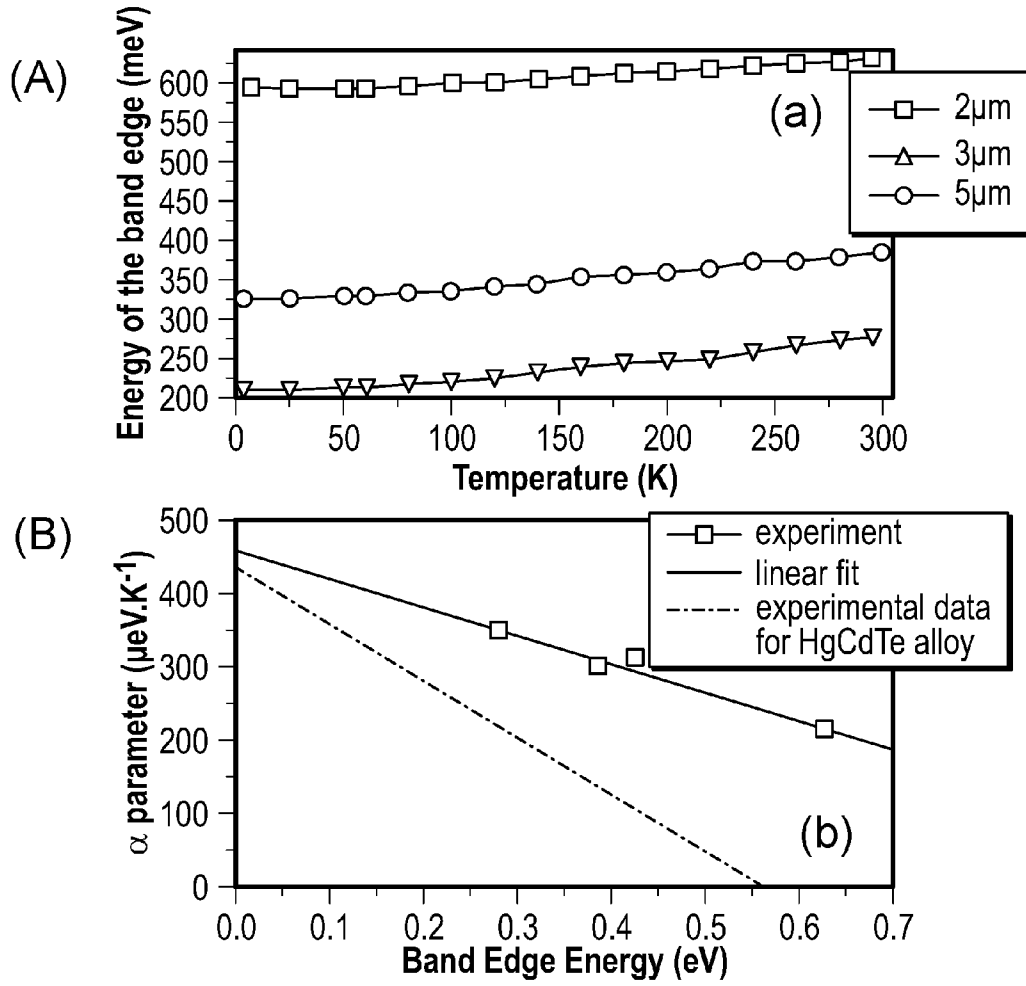 (A)
Energy of the band edge (meV)
600
550
500
450
400
350
300
250
200
(a)
2µm
3µm
5µm
0 50 100 150 200 250 300
Temperature (K)
(B)
α parameter (µeV.K⁻¹)
500
400
300
200
100
0
experiment
linear fit
experimental data
for HgCdTe alloy
(b)
0.0 0.1 0.2 0.3 0.4 0.5 0.6 0.7
Band Edge Energy (eV)